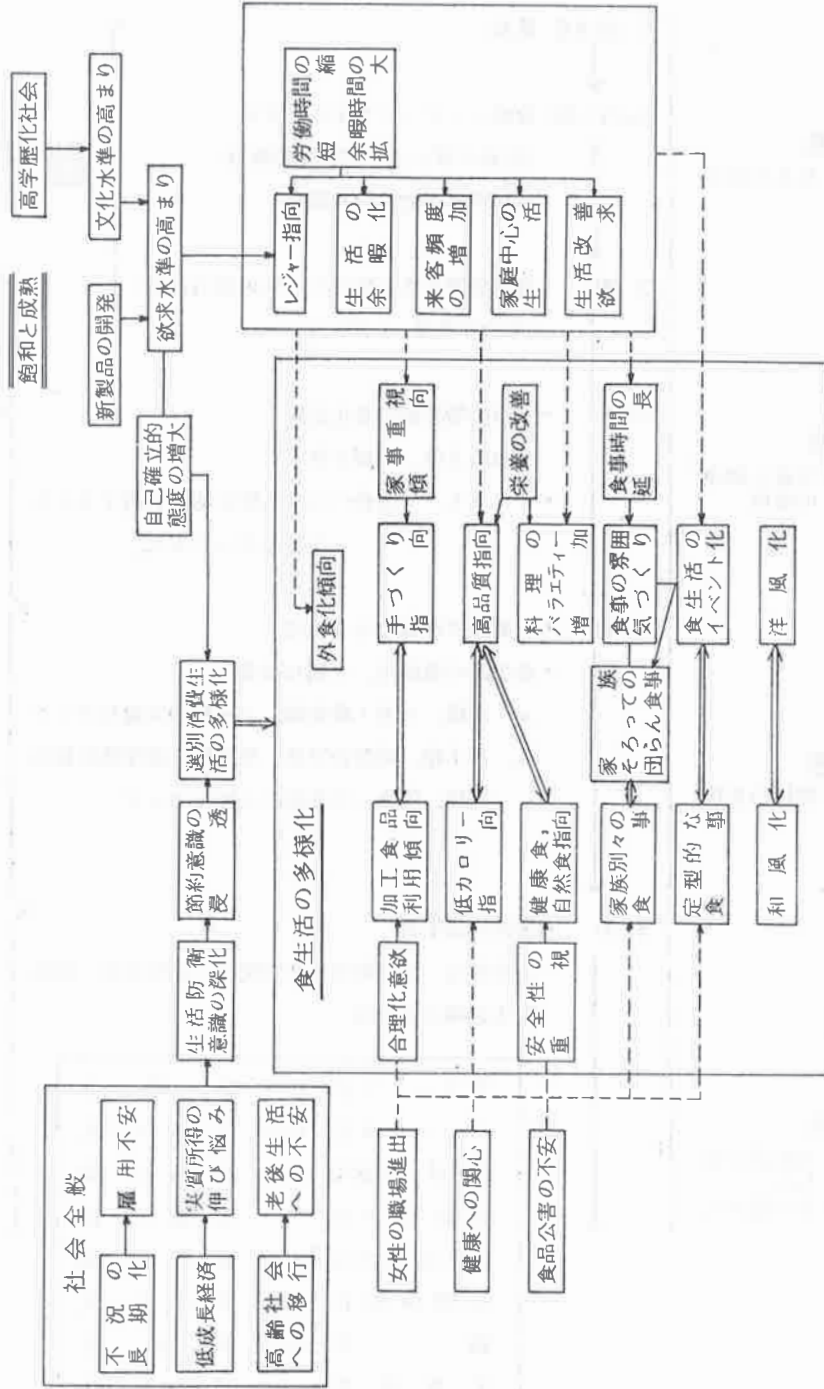 飽和と成熟
高学歴化社会
新製品の開発
文化水準の高まり
自己確立的
態度の増大
欲求水準の高まり
社会全般
不況の
長期化
雇用不安
低成長経済
実質所得の
伸び悩み
高齢社会
への移行
老後生活
への不安
生活防衛
意識の深化
節約意識の
浸透
選別消費生
活の多様化
レジャー指向
生活の
余暇化
来客頻度
の増加
家庭中心の
生活
生活改善
欲求
労働時間の
短縮
余暇時間の
拡大
食生活の多様化
外食化傾向
女性の職場進出
合理化意欲
加工食品
利用傾向
手づくり
指向
家事重視
傾向
健康への関心
低カロリー
指向
高品質指向
栄養の改善
食品公害の不安
安全性の
重視
健康食,
自然食指向
料理の
バラエティー
増加
家族別々の
食事
家族
そろっての
団らん食事
食事の雰囲
気づくり
食事時間の
延長
定型的な
食事
食生活の
イベント化
和風化
洋風化